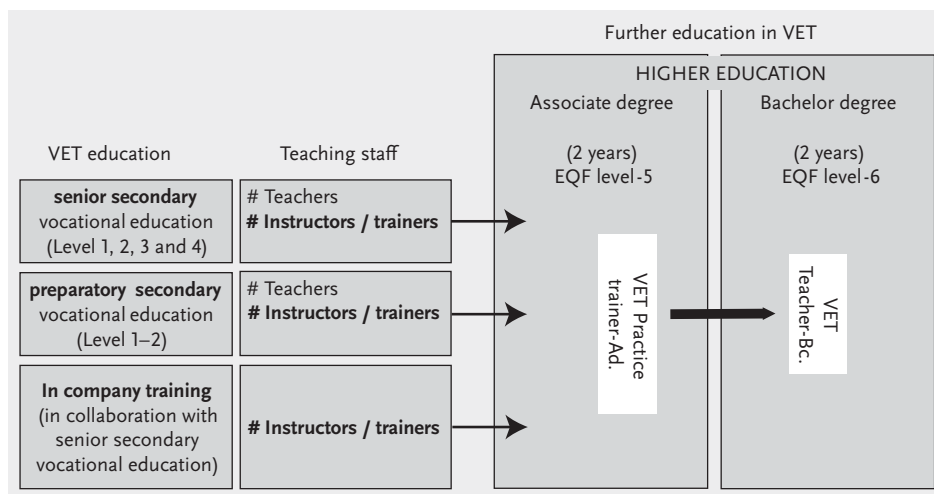 Further education in VET
HIGHER EDUCATION
Associate degree
Bachelor degree
(2 years)
EQF level-5
(2 years)
EQF level-6
VET education
Teaching staff
senior secondary
vocational education
(Level 1, 2, 3 and 4)
# Teachers
# Instructors / trainers
preparatory secondary
vocational education
(Level 1–2)
# Teachers
# Instructors / trainers
In company training
(in collaboration with
senior secondary
vocational education)
# Instructors / trainers
VET Practice
trainer-Ad.
VET
Teacher-Bc.